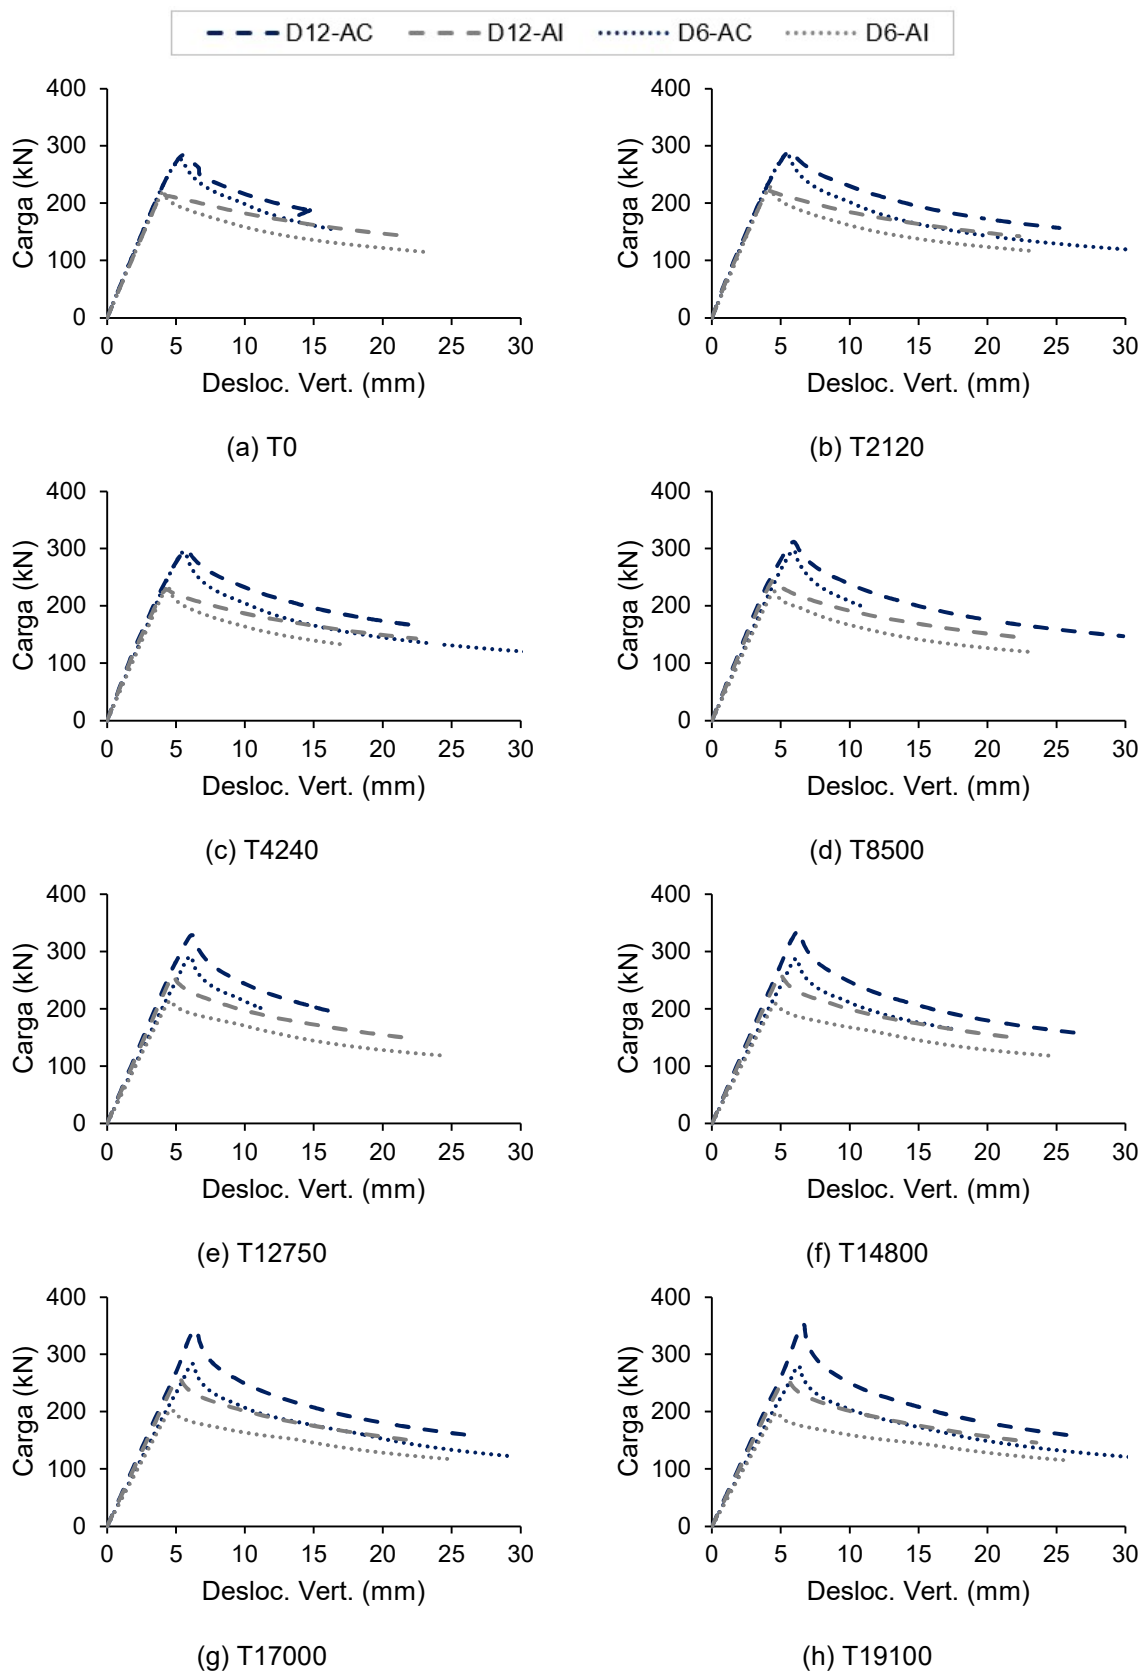 D12-AC D12-AI D6-AC D6-AI
400
300
200
100
0
Carga (kN)
0 5 10 15 20 25 30
Desloc. Vert. (mm)
(a) T0
400
300
200
100
0
Carga (kN)
0 5 10 15 20 25 30
Desloc. Vert. (mm)
(b) T2120
400
300
200
100
0
Carga (kN)
0 5 10 15 20 25 30
Desloc. Vert. (mm)
(c) T4240
400
300
200
100
0
Carga (kN)
0 5 10 15 20 25 30
Desloc. Vert. (mm)
(d) T8500
400
300
200
100
0
Carga (kN)
0 5 10 15 20 25 30
Desloc. Vert. (mm)
(e) T12750
400
300
200
100
0
Carga (kN)
0 5 10 15 20 25 30
Desloc. Vert. (mm)
(f) T14800
400
300
200
100
0
Carga (kN)
0 5 10 15 20 25 30
Desloc. Vert. (mm)
(g) T17000
400
300
200
100
0
Carga (kN)
0 5 10 15 20 25 30
Desloc. Vert. (mm)
(h) T19100